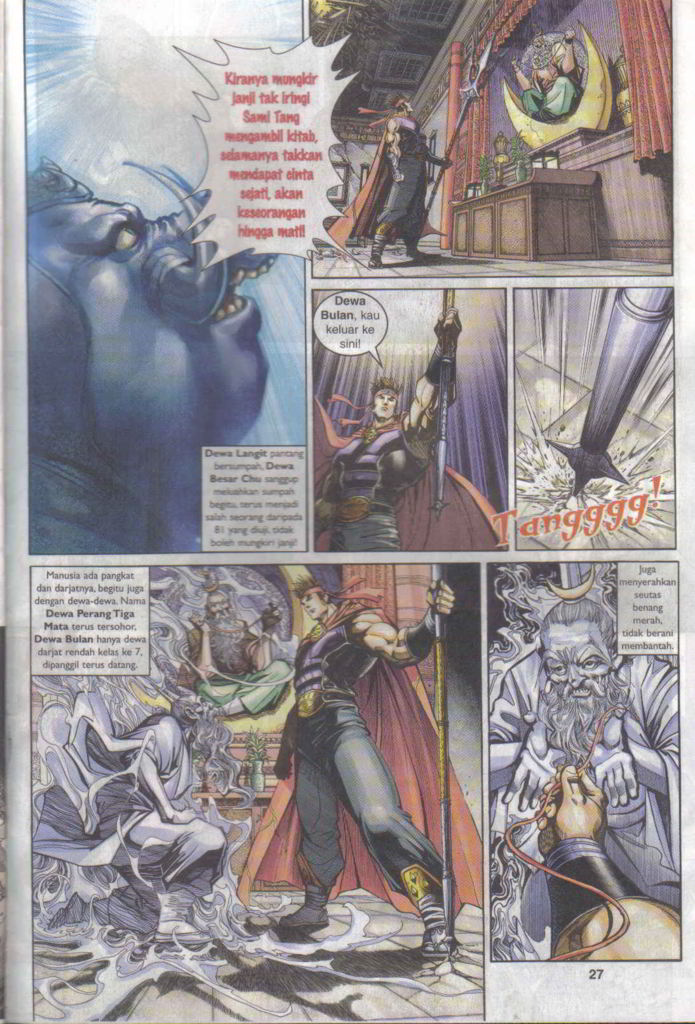 Kiranya mungkir
janji tak iringi
Sami Tang
mengambil kitab,
selamanya takkan
mendapat cinta
sejati, akan
keseorangan
hingga mati!
Dewa Langit pantang
bersumpah, Dewa
Besar Chu sanggup
meluahkan sumpah
begitu, terus menjadi
salah seorang daripada
81 yang diuji, tidak
boleh mungkiri janji!
Dewa
Bulan, kau
keluar ke
sini!
Tangggg!
Manusia ada pangkat
dan darjatnya, begitu juga
dengan dewa-dewa. Nama
Dewa Perang Tiga
Mata terus tersohor,
Dewa Bulan hanya dewa
darjat rendah kelas ke 7,
dipanggil terus datang.
Juga
menyerahkan
seutas
benang
merah,
tidak berani
membantah.
27